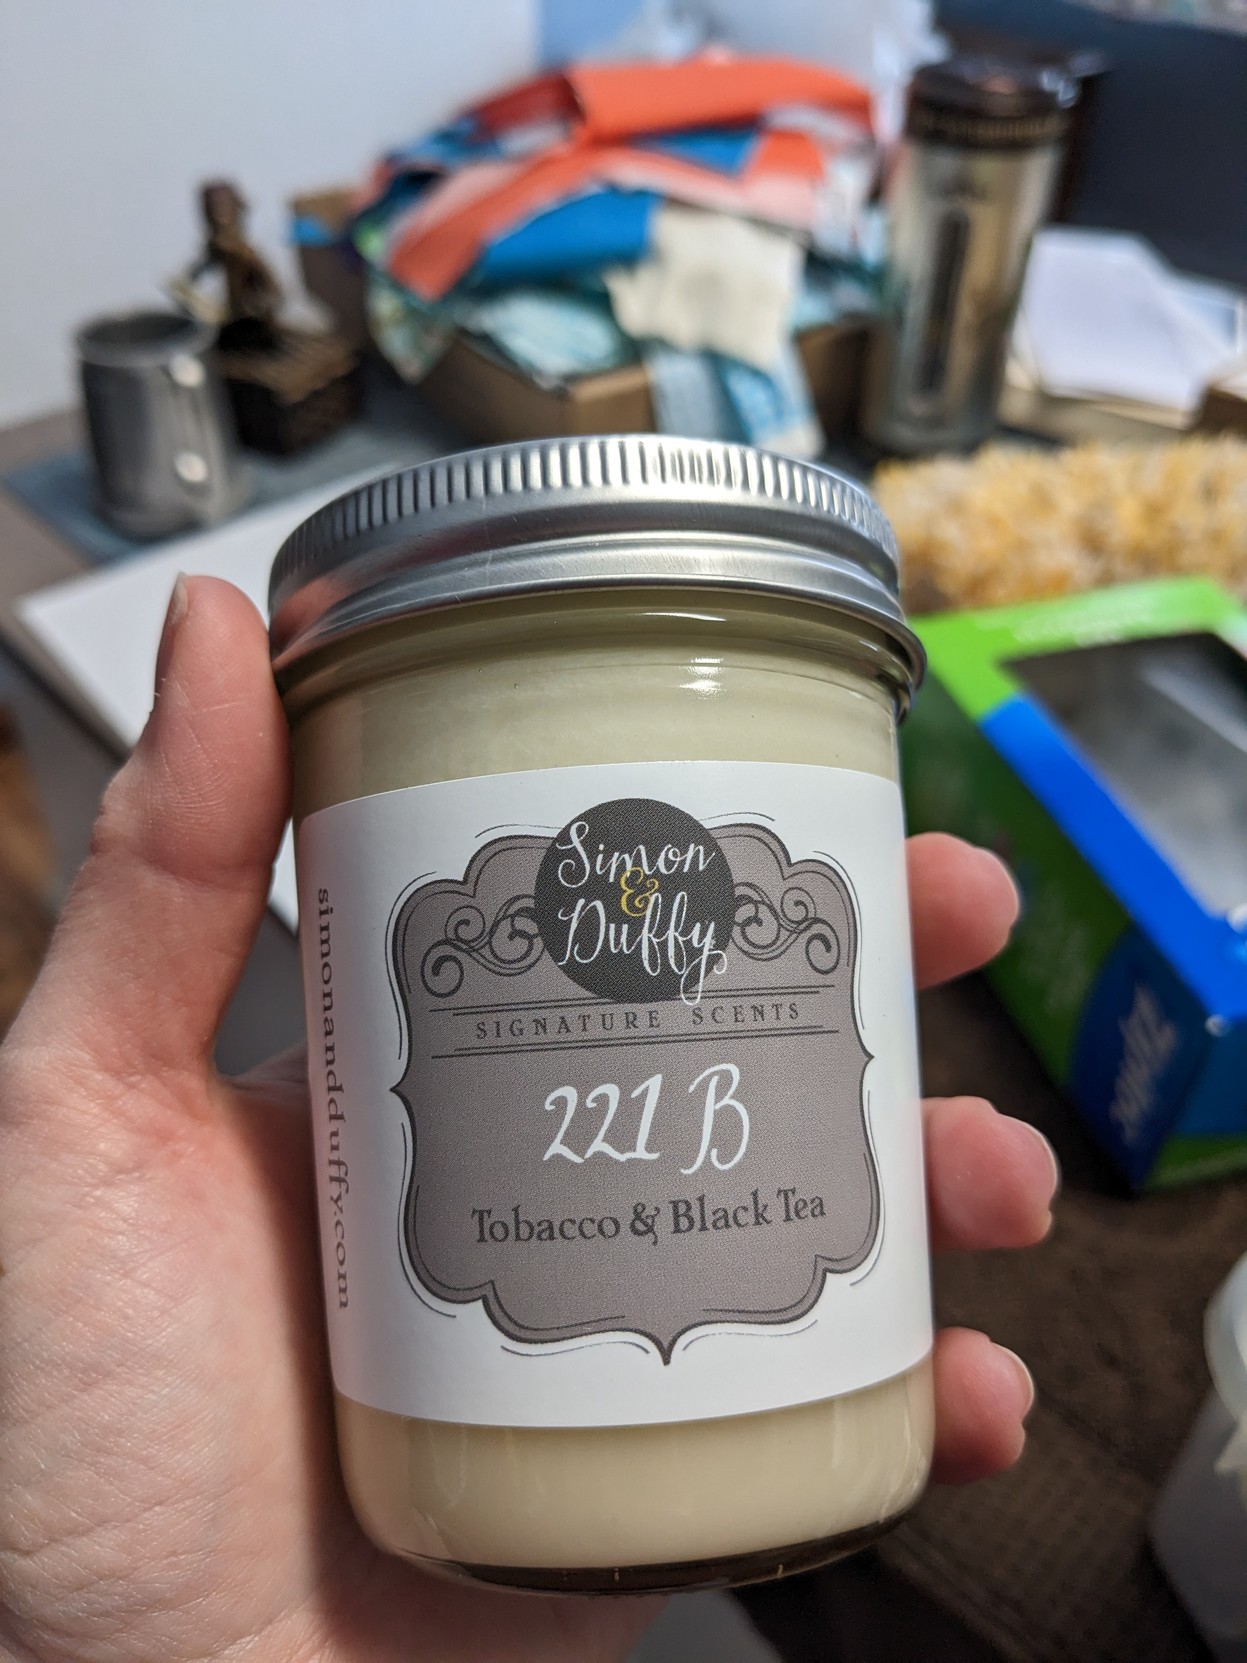 Simon
&
Duffy
SIGNATURE SCENTS
221 B
Tobacco & Black Tea
simonandduffy.com